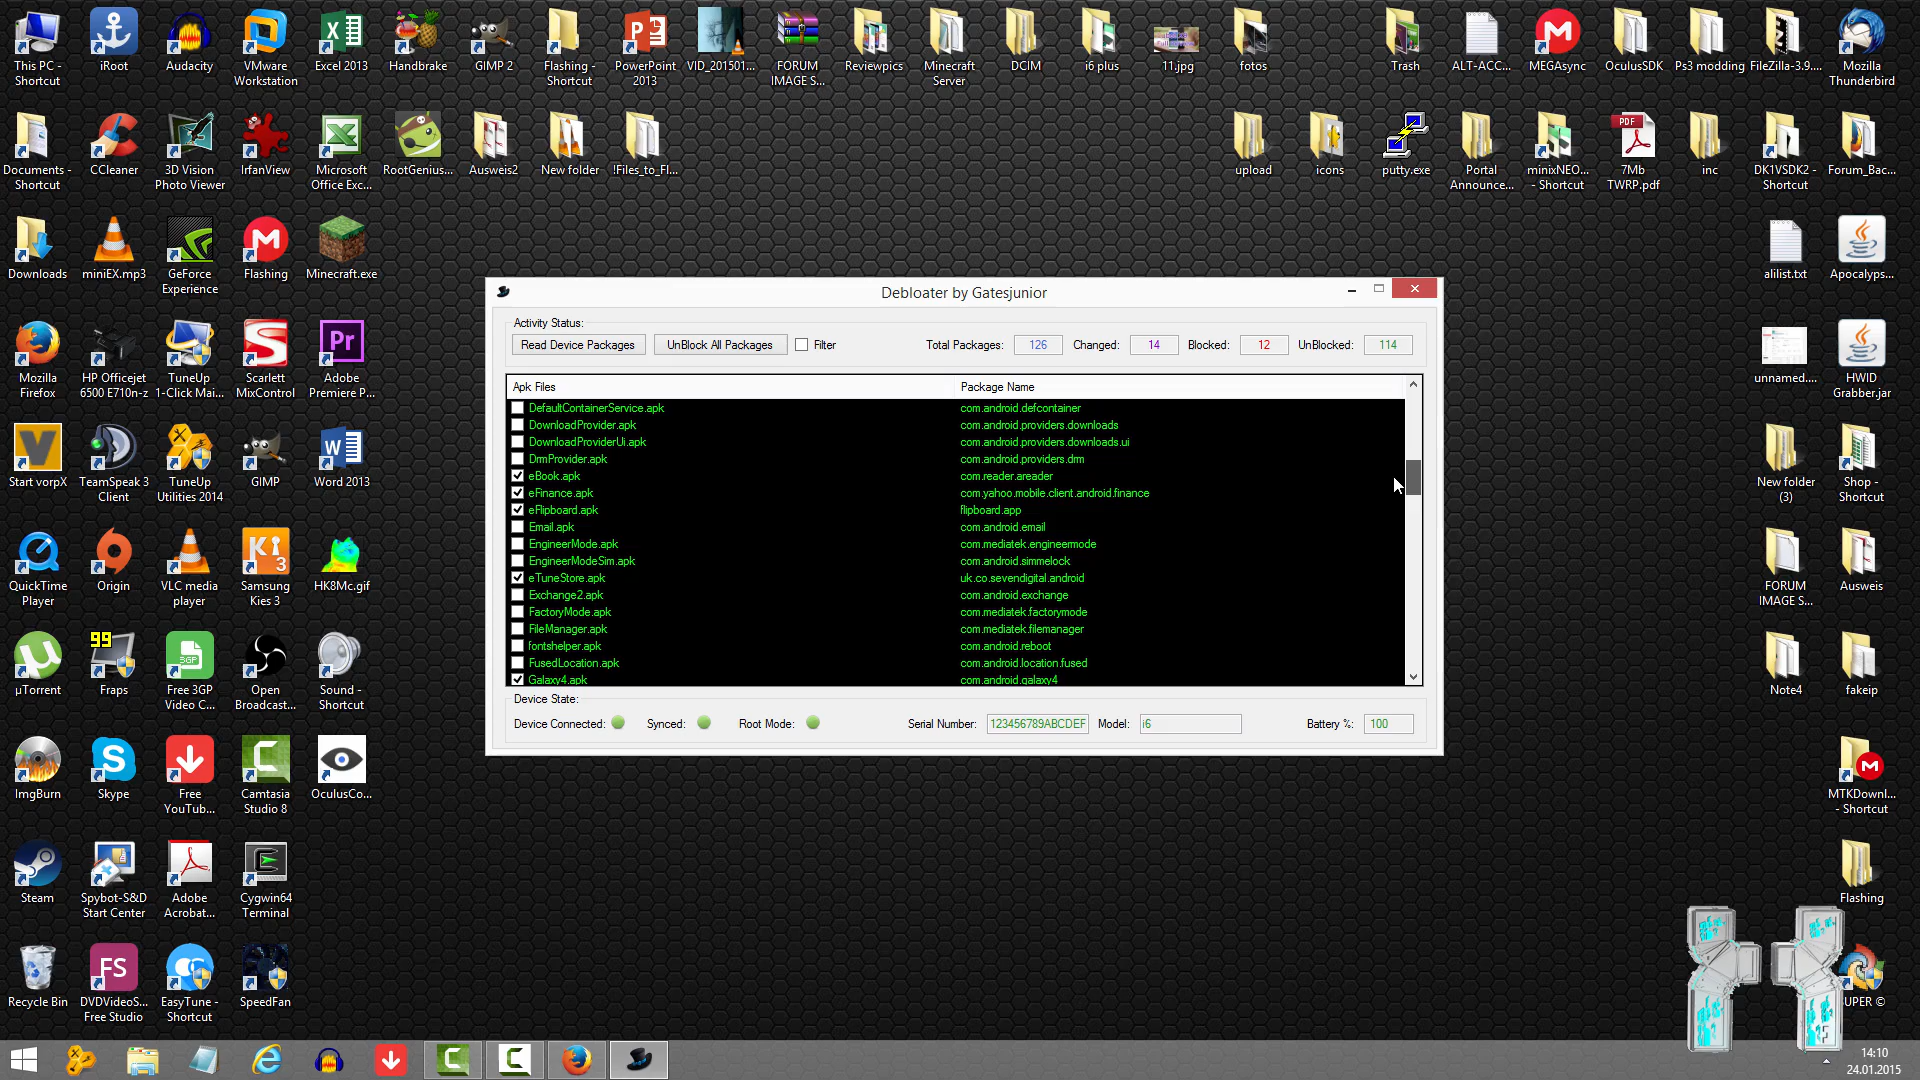 This PC - Shortcut
iRoot
Audacity
VMware Workstation
Excel 2013
Handbrake
GIMP 2
Flashing - Shortcut
PowerPoint 2013
VID_201501...
FORUM IMAGE S...
Reviewpics
Minecraft Server
DCIM
i6 plus
11.jpg
fotos
Trash
ALT-ACC...
MEGAsync
OculusSDK
Ps3 modding
FileZilla-3.9....
Mozilla Thunderbird
Documents - Shortcut
CCleaner
3D Vision Photo Viewer
IrfanView
Microsoft Office Exc...
RootGenius...
Ausweis2
New folder
!Files_to_Fl...
upload
icons
putty.exe
Portal Announce...
minixNEO... - Shortcut
7Mb TWRP.pdf
inc
DK1VSDK2 - Shortcut
Forum_Bac...
Downloads
miniEX.mp3
GeForce Experience
Flashing
Minecraft.exe
alilist.txt
Apocalyps...
Mozilla Firefox
HP Officejet 6500 E710n-z
TuneUp 1-Click Mai...
Scarlett MixControl
Adobe Premiere P...
unnamed....
HWID Grabber.jar
Start vorpX
TeamSpeak 3 Client
TuneUp Utilities 2014
GIMP
Word 2013
New folder (3)
Shop - Shortcut
QuickTime Player
Origin
VLC media player
Samsung Kies 3
HK8Mc.gif
FORUM IMAGE S...
Ausweis
µTorrent
99
Fraps
Free 3GP Video C...
Open Broadcast...
Sound - Shortcut
Note4
fakeip
ImgBurn
Skype
Free YouTub...
Camtasia Studio 8
OculusCo...
MTKDownl... - Shortcut
Steam
Spybot-S&D Start Center
Adobe Acrobat...
Cygwin64 Terminal
Flashing
Recycle Bin
DVDVideoS... Free Studio
EasyTune - Shortcut
SpeedFan
Debloater by Gatesjunior
Activity Status:
Read Device Packages UnBlock All Packages Filter Total Packages: 126 Changed: 14 Blocked: 12 UnBlocked: 114
Apk Files Package Name
DefaultContainerService.apk com.android.defcontainer
DownloadProvider.apk com.android.providers.downloads
DownloadProviderUi.apk com.android.providers.downloads.ui
DrmProvider.apk com.android.providers.drm
eBook.apk com.reader.areader
eFinance.apk com.yahoo.mobile.client.android.finance
eFlipboard.apk flipboard.app
Email.apk com.android.email
EngineerMode.apk com.mediatek.engineermode
EngineerModeSim.apk com.android.simmelock
eTuneStore.apk uk.co.sevendigital.android
Exchange2.apk com.android.exchange
FactoryMode.apk com.mediatek.factorymode
FileManager.apk com.mediatek.filemanager
fontshelper.apk com.android.reboot
FusedLocation.apk com.android.location.fused
Galaxy4.apk com.android.galaxy4
Device State:
Device Connected: Synced: Root Mode: Serial Number: 123456789ABCDEF Model: i6 Battery %: 100
14:10
24.01.2015